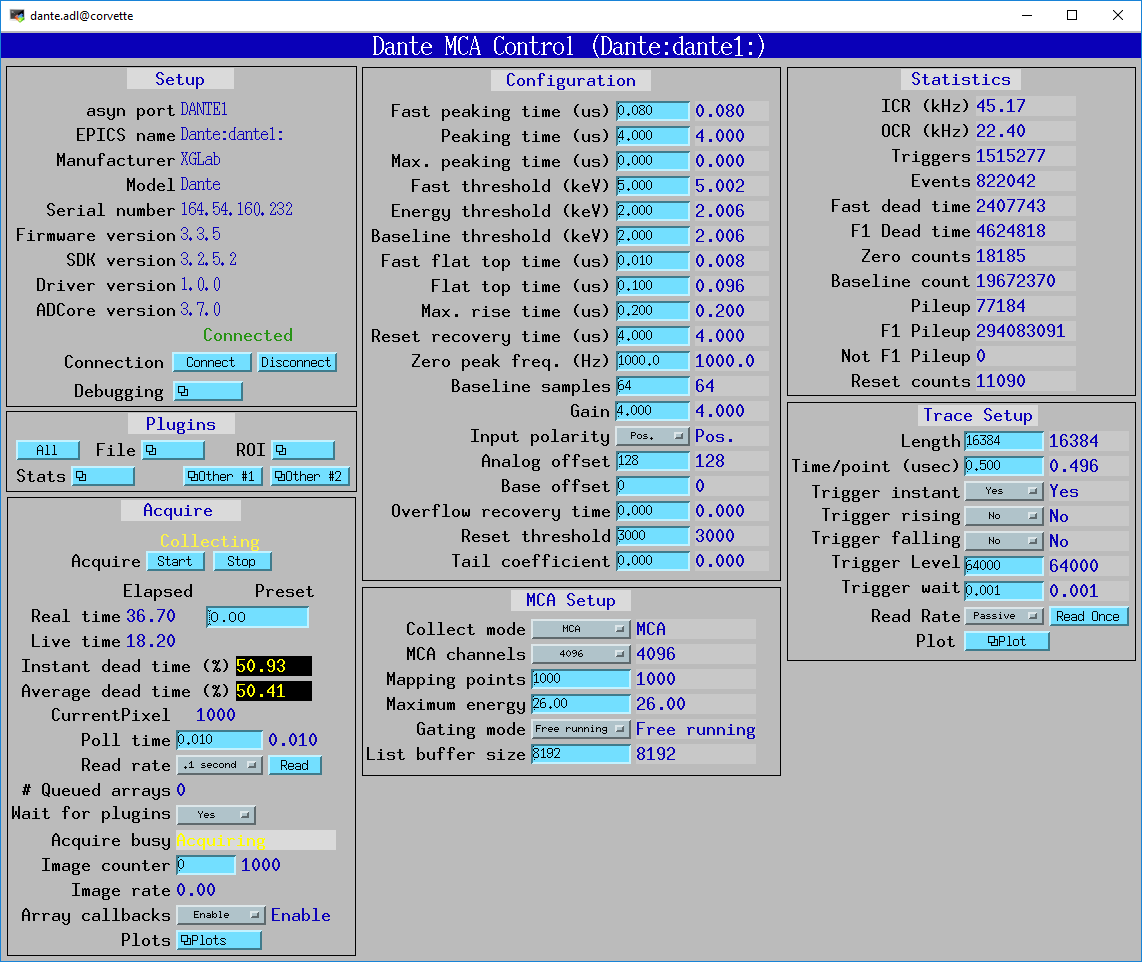 dante.adl@corvette
Dante MCA Control (Dante:dante1:)
Setup
asyn port DANTE1
EPICS name Dante:dante1:
Manufacturer XGLab
Model Dante
Serial number 164.54.160.232
Firmware version 3.3.5
SDK version 3.2.5.2
Driver version 1.0.0
ADCore version 3.7.0
Connected
Connection Connect Disconnect
Debugging
Plugins
All File ROI
Stats Other #1 Other #2
Acquire
Collecting
Acquire Start Stop
Elapsed Preset
Real time 36.70 0.00
Live time 18.20
Instant dead time (%) 50.93
Average dead time (%) 50.41
CurrentPixel 1000
Poll time 0.010 0.010
Read rate .1 second Read
# Queued arrays 0
Wait for plugins Yes
Acquire busy Acquiring
Image counter 0 1000
Image rate 0.00
Array callbacks Enable Enable
Plots Plots
Configuration
Fast peaking time (us) 0.080 0.080
Peaking time (us) 4.000 4.000
Max. peaking time (us) 0.000 0.000
Fast threshold (keV) 5.000 5.002
Energy threshold (keV) 2.000 2.006
Baseline threshold (keV) 2.000 2.006
Fast flat top time (us) 0.010 0.008
Flat top time (us) 0.100 0.096
Max. rise time (us) 0.200 0.200
Reset recovery time (us) 4.000 4.000
Zero peak freq. (Hz) 1000.0 1000.0
Baseline samples 64 64
Gain 4.000 4.000
Input polarity Pos. Pos.
Analog offset 128 128
Base offset 0 0
Overflow recovery time 0.000 0.000
Reset threshold 3000 3000
Tail coefficient 0.000 0.000
MCA Setup
Collect mode MCA MCA
MCA channels 4096 4096
Mapping points 1000 1000
Maximum energy 26.00 26.00
Gating mode Free running Free running
List buffer size 8192 8192
Statistics
ICR (kHz) 45.17
OCR (kHz) 22.40
Triggers 1515277
Events 822042
Fast dead time 2407743
F1 Dead time 4624818
Zero counts 18185
Baseline count 19672370
Pileup 77184
F1 Pileup 294083091
Not F1 Pileup 0
Reset counts 11090
Trace Setup
Length 16384 16384
Time/point (usec) 0.500 0.496
Trigger instant Yes Yes
Trigger rising No No
Trigger falling No No
Trigger Level 64000 64000
Trigger wait 0.001 0.001
Read Rate Passive Read Once
Plot Plot